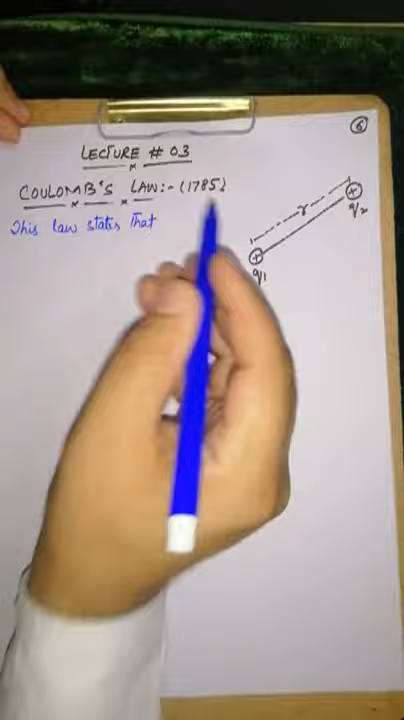 6
LECTURE # 03
COULOMB'S LAW:- (1785)
This law states That
r
+
q2
+
q1